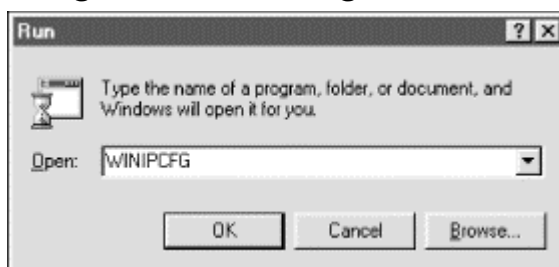 Run
Type the name of a program, folder, or document, and
Windows will open it for you.
Open: WINIPCFG
OK Cancel Browse...